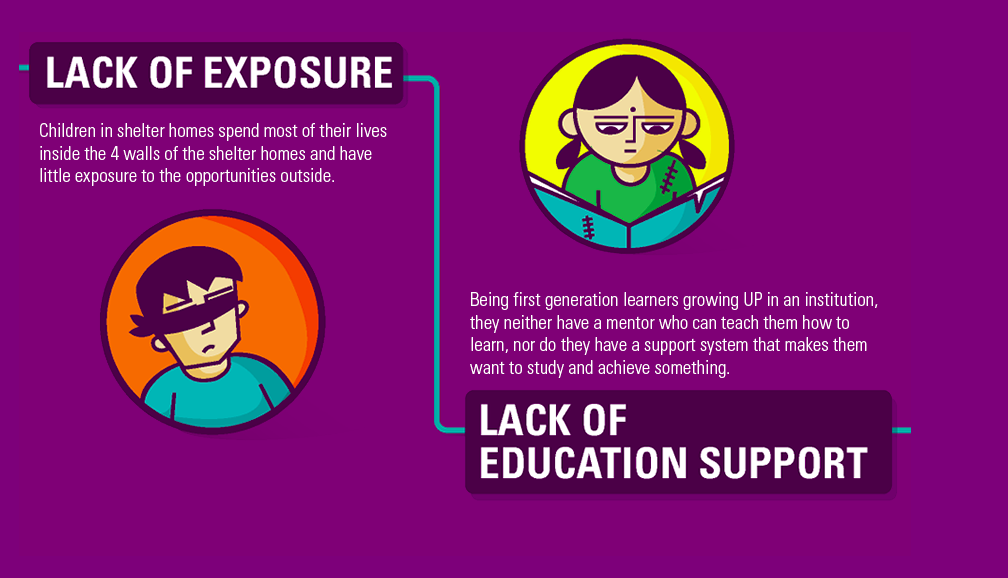 LACK OF EXPOSURE
Children in shelter homes spend most of their lives
inside the 4 walls of the shelter homes and have
little exposure to the opportunities outside.
Being first generation learners growing UP in an institution,
they neither have a mentor who can teach them how to
learn, nor do they have a support system that makes them
want to study and achieve something.
LACK OF
EDUCATION SUPPORT